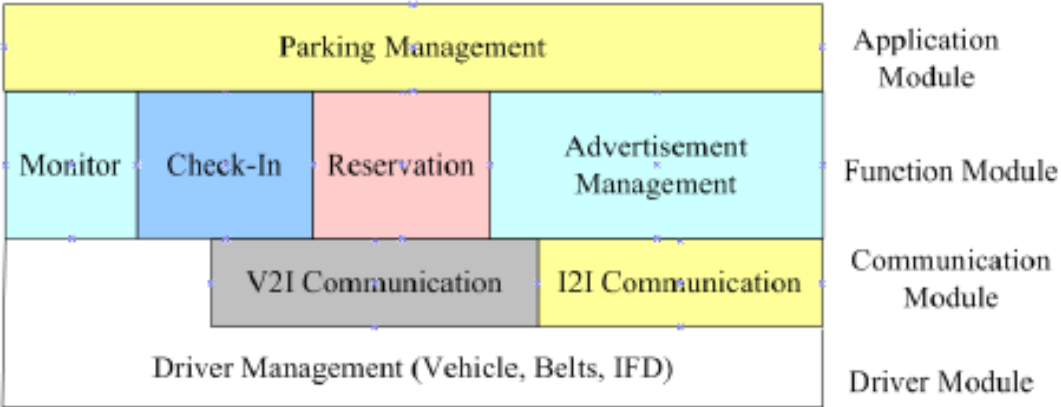 Parking Management
Application
Module
Monitor
Check-In
Reservation
Advertisement
Management
Function Module
V2I Communication
I2I Communication
Communication
Module
Driver Management (Vehicle, Belts, IFD)
Driver Module